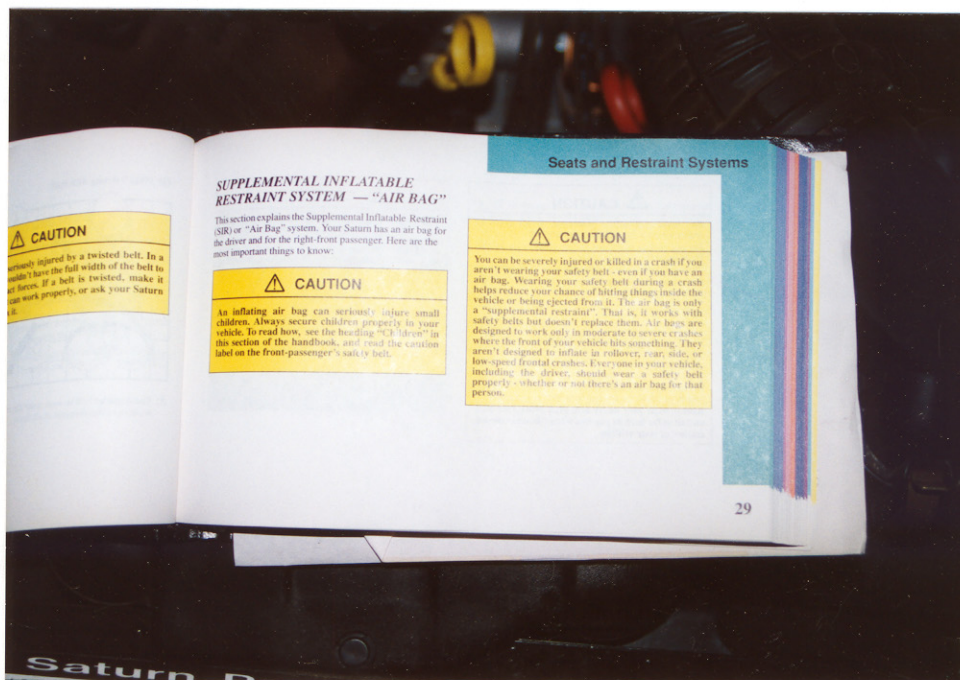 CAUTION
seriously injured by a twisted belt. In a
wouldn't have the full width of the belt to
act forces. If a belt is twisted, make it
can work properly, or ask your Saturn
it.
Seats and Restraint Systems
SUPPLEMENTAL INFLATABLE
RESTRAINT SYSTEM — “AIR BAG”
This section explains the Supplemental Inflatable Restraint
(SIR) or “Air Bag” system. Your Saturn has an air bag for
the driver and for the right-front passenger. Here are the
most important things to know:
CAUTION
An inflating air bag can seriously injure small
children. Always secure children properly in your
vehicle. To read how, see the heading “Children” in
this section of the handbook, and read the caution
label on the front-passenger's safety belt.
CAUTION
You can be severely injured or killed in a crash if you
aren't wearing your safety belt - even if you have an
air bag. Wearing your safety belt during a crash
helps reduce your chance of hitting things inside the
vehicle or being ejected from it. The air bag is only
a “supplemental restraint”. That is, it works with
safety belts but doesn't replace them. Air bags are
designed to work only in moderate to severe crashes
where the front of your vehicle hits something. They
aren't designed to inflate in rollover, rear, side, or
low-speed frontal crashes. Everyone in your vehicle,
including the driver, should wear a safety belt
properly - whether or not there's an air bag for that
person.
29
Saturn